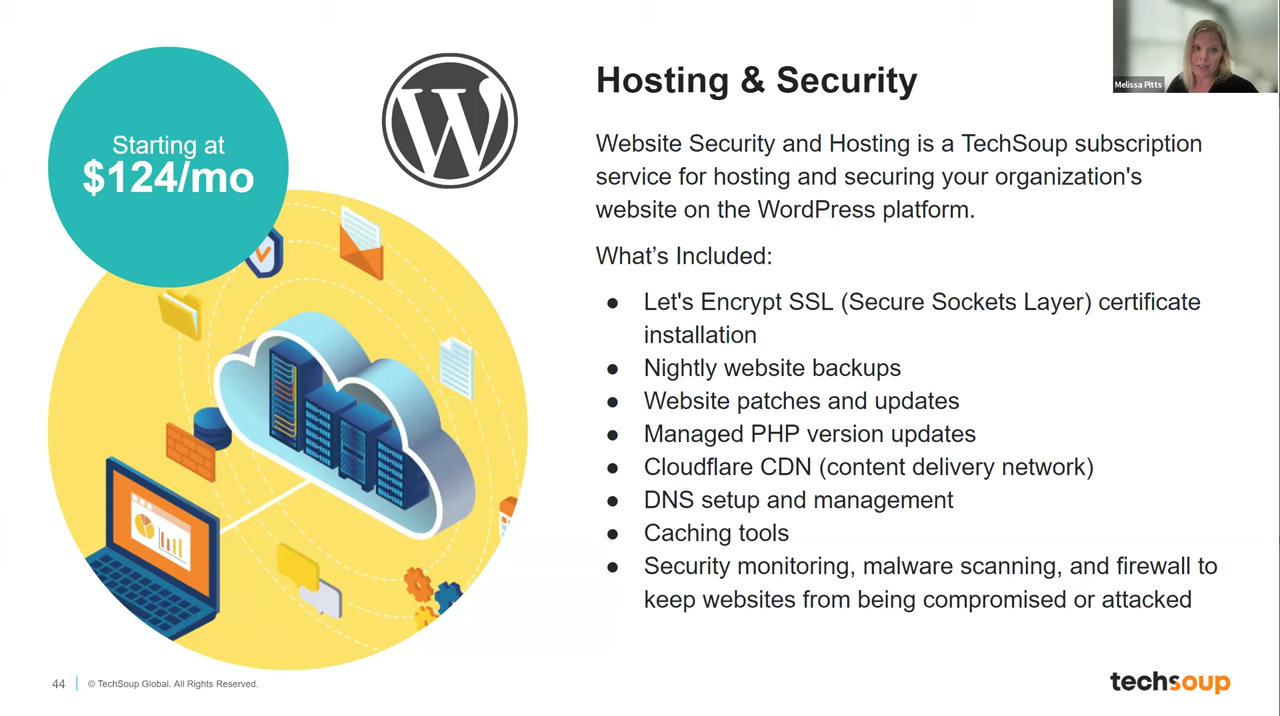 Starting at
$124/mo
Hosting & Security
Melissa Pitts
Website Security and Hosting is a TechSoup subscription
service for hosting and securing your organization's
website on the WordPress platform.
What’s Included:
● Let's Encrypt SSL (Secure Sockets Layer) certificate
installation
● Nightly website backups
● Website patches and updates
● Managed PHP version updates
● Cloudflare CDN (content delivery network)
● DNS setup and management
● Caching tools
● Security monitoring, malware scanning, and firewall to
keep websites from being compromised or attacked
44
© TechSoup Global. All Rights Reserved.
techsoup